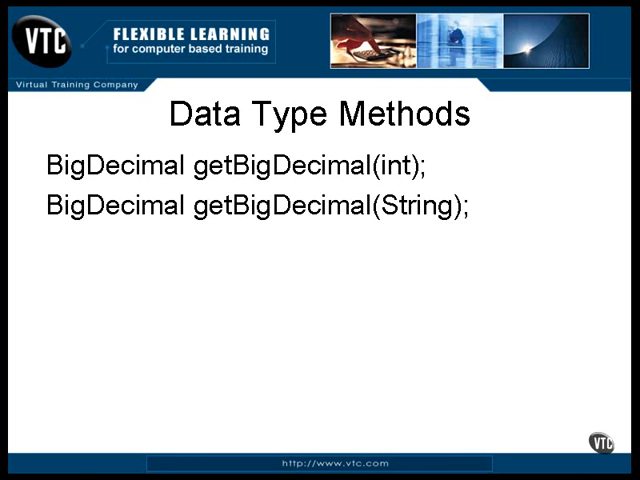 VTC
FLEXIBLE LEARNING
for computer based training
Virtual Training Company
Data Type Methods
BigDecimal getBigDecimal(int);
BigDecimal getBigDecimal(String);
VTC
http://www.vtc.com